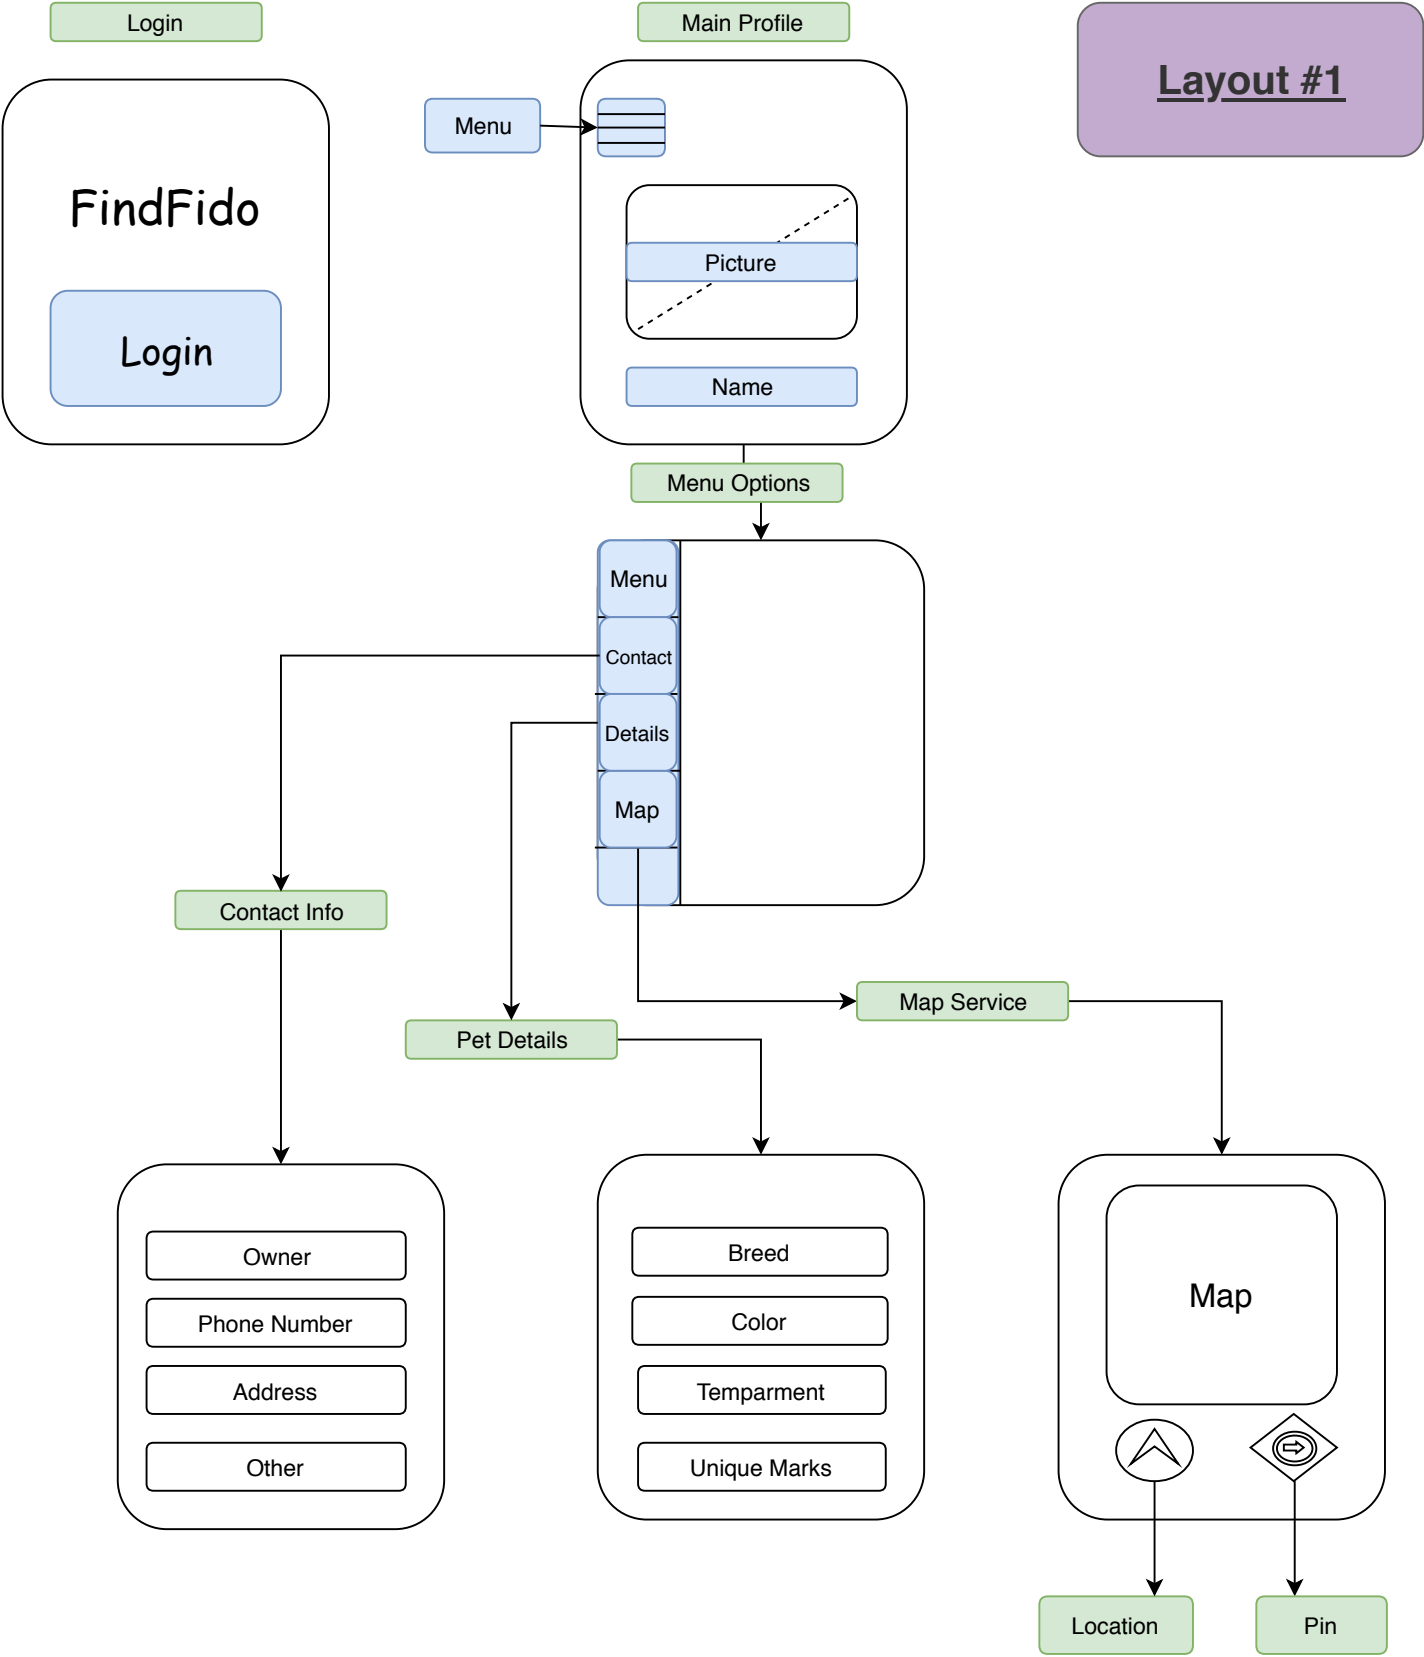 Login
Main Profile
Layout #1
Menu
FindFido
Picture
Login
Name
Menu Options
Menu
Contact
Details
Map
Contact Info
Map Service
Pet Details
Owner
Phone Number
Address
Other
Breed
Color
Temparment
Unique Marks
Map
Location
Pin